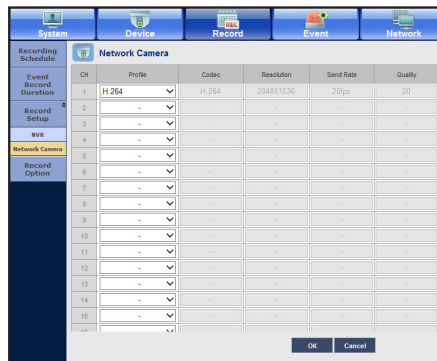 System Device Record Event Network
REC
Recording Schedule
Event Record Duration
Record Setup
NVR
Network Camera
Record Option
Network Camera
CH Profile Codec Resolution Send Rate Quality
1 H.264 H.264 2048X1536 20fps 20
2 - - - - -
3 - - - - -
4 - - - - -
5 - - - - -
6 - - - - -
7 - - - - -
8 - - - - -
9 - - - - -
10 - - - - -
11 - - - - -
12 - - - - -
13 - - - - -
14 - - - - -
15 - - - - -
OK Cancel